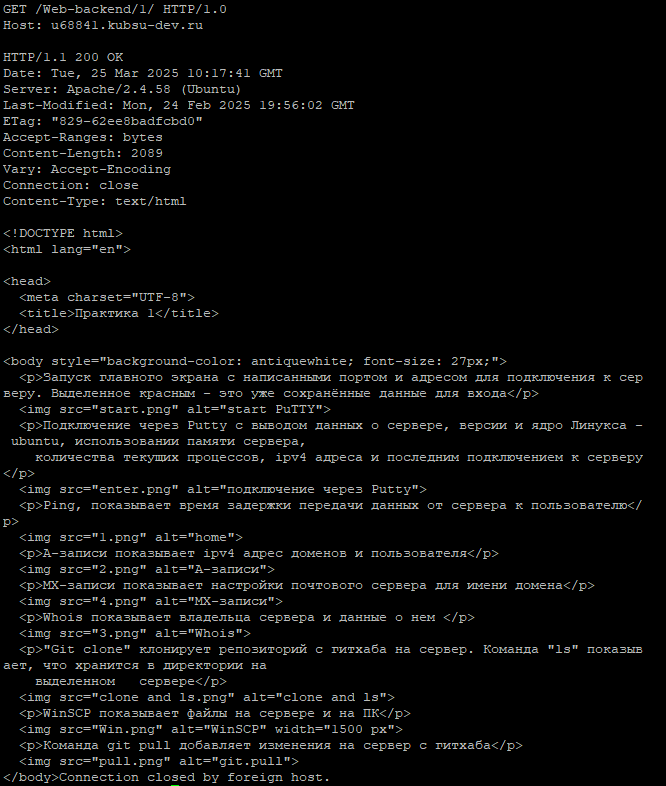 GET /Web-backend/1/ HTTP/1.0
Host: u68841.kubsu-dev.ru

HTTP/1.1 200 OK
Date: Tue, 25 Mar 2025 10:17:41 GMT
Server: Apache/2.4.58 (Ubuntu)
Last-Modified: Mon, 24 Feb 2025 19:56:02 GMT
ETag: "829-62ee8badfcbd0"
Accept-Ranges: bytes
Content-Length: 2089
Vary: Accept-Encoding
Connection: close
Content-Type: text/html

<!DOCTYPE html>
<html lang="en">

<head>
  <meta charset="UTF-8">
  <title>Практика 1</title>
</head>

<body style="background-color: antiquewhite; font-size: 27px;">
  <p>Запуск главного экрана с написанными портом и адресом для подключения к сер
веру. Выделенное красным - это уже сохранённые данные для входа</p>
  <img src="start.png" alt="start PuTTY">
  <p>Подключение через Putty с выводом данных о сервере, версии и ядро Линукса -
 ubuntu, использовании памяти сервера,
    количества текущих процессов, ipv4 адреса и последним подключением к серверу
</p>
  <img src="enter.png" alt="подключение через Putty">
  <p>Ping, показывает время задержки передачи данных от сервера к пользователю</
p>
  <img src="1.png" alt="home">
  <p>А-записи показывает ipv4 адрес доменов и пользователя</p>
  <img src="2.png" alt="А-записи">
  <p>MX-записи показывает настройки почтового сервера для имени домена</p>
  <img src="4.png" alt="MX-записи">
  <p>Whois показывает владельца сервера и данные о нем </p>
  <img src="3.png" alt="Whois">
  <p>"Git clone" клонирует репозиторий с гитхаба на сервер. Команда "ls" показыв
ает, что хранится в директории на
    выделенном   сервере</p>
  <img src="clone and ls.png" alt="clone and ls">
  <p>WinSCP показывает файлы на сервере и на ПК</p>
  <img src="Win.png" alt="WinSCP" width="1500 px">
  <p>Команда git pull добавляет изменения на сервер с гитхаба</p>
  <img src="pull.png" alt="git.pull">
</body>Connection closed by foreign host.